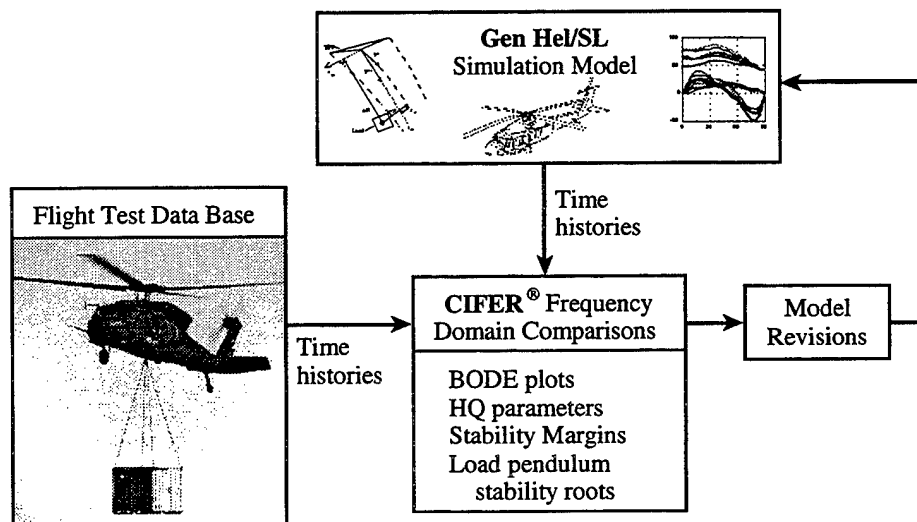 Gen Hel/SL
Simulation Model
Load
Time
histories
Flight Test Data Base
Time
histories
CIFER® Frequency
Domain Comparisons
BODE plots
HQ parameters
Stability Margins
Load pendulum
stability roots
Model
Revisions